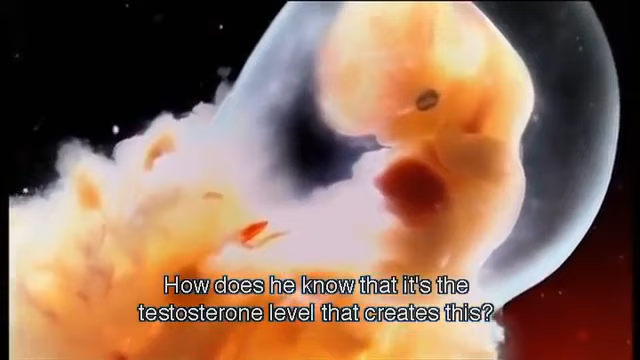 How does he know that it's the
testosterone level that creates this?